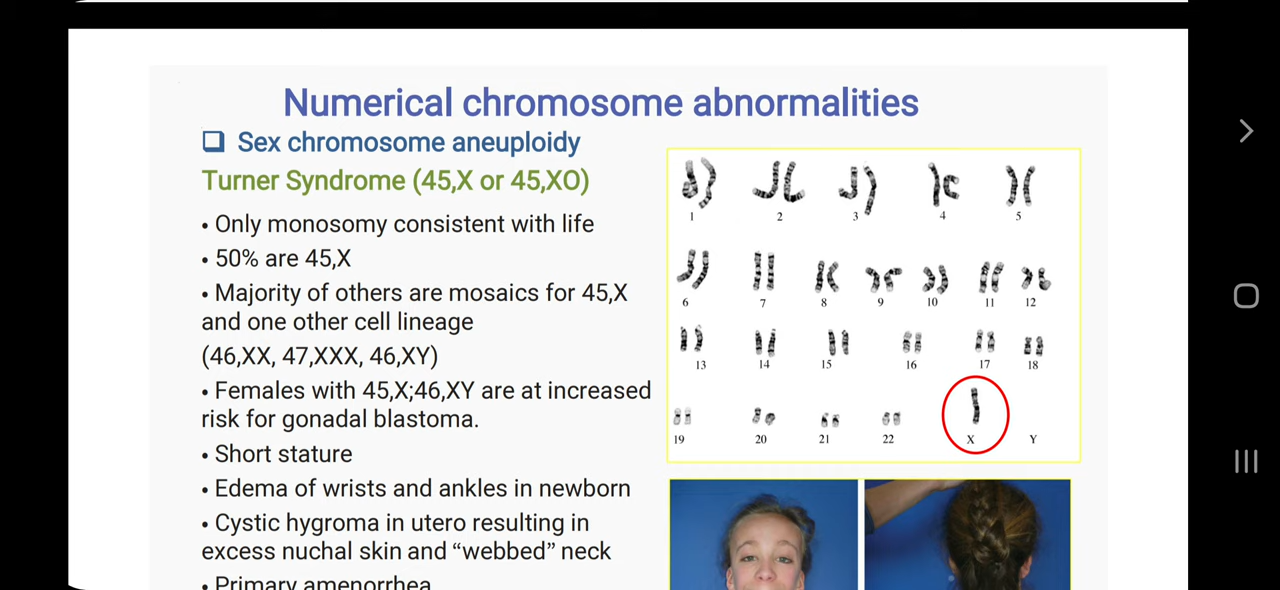 Numerical chromosome abnormalities
❑ Sex chromosome aneuploidy
Turner Syndrome (45,X or 45,XO)
• Only monosomy consistent with life
• 50% are 45,X
• Majority of others are mosaics for 45,X
and one other cell lineage
(46,XX, 47,XXX, 46,XY)
• Females with 45,X;46,XY are at increased
risk for gonadal blastoma.
• Short stature
• Edema of wrists and ankles in newborn
• Cystic hygroma in utero resulting in
excess nuchal skin and “webbed” neck
• Primary amenorrhea
1 2 3 4 5
6 7 8 9 10 11 12
13 14 15 16 17 18
19 20 21 22 X Y